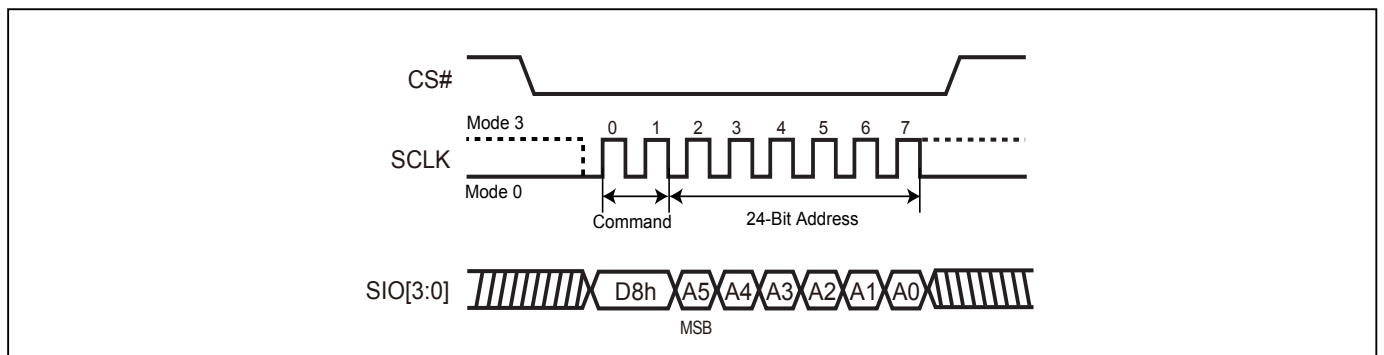 CS#
Mode 3
0 1 2 3 4 5 6 7
SCLK
Mode 0
Command
24-Bit Address
SIO[3:0]
D8h A5 A4 A3 A2 A1 A0
MSB